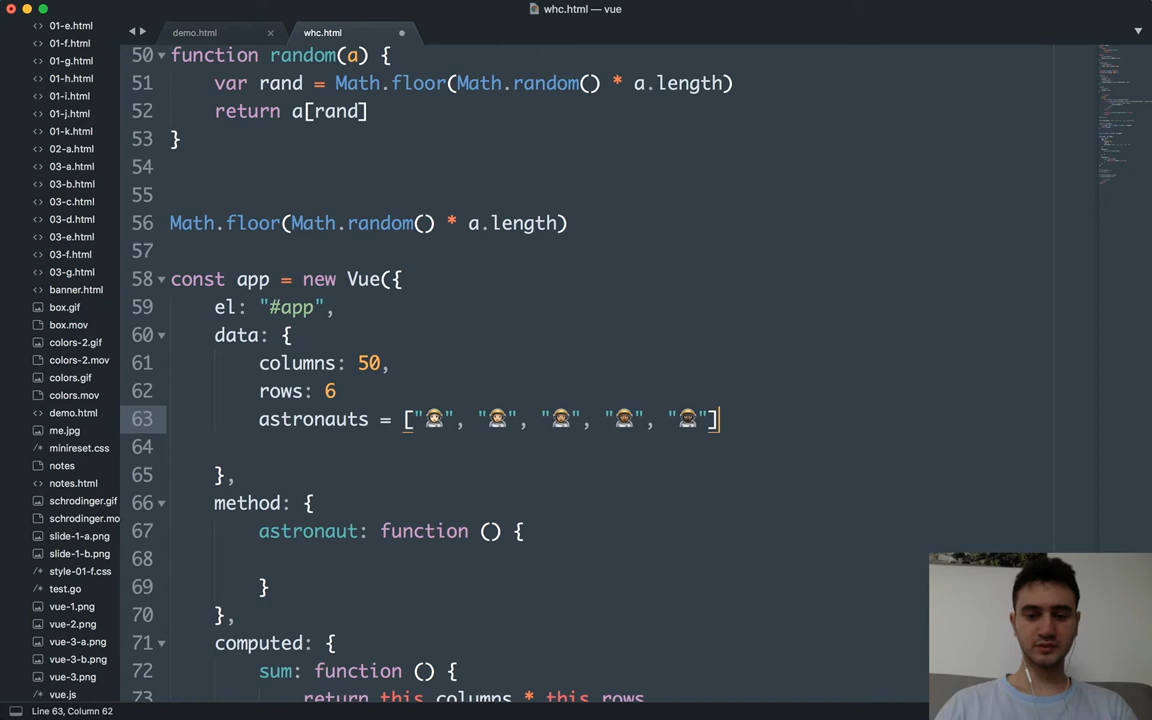 whc.html — vue
demo.html
whc.html
01-e.html
01-f.html
01-g.html
01-h.html
01-i.html
01-j.html
01-k.html
02-a.html
03-a.html
03-b.html
03-c.html
03-d.html
03-e.html
03-f.html
03-g.html
banner.html
box.gif
box.mov
colors-2.gif
colors-2.mov
colors.gif
colors.mov
demo.html
me.jpg
minireset.css
notes
notes.html
schrodinger.gif
schrodinger.mo
slide-1-a.png
slide-1-b.png
style-01-f.css
test.go
vue-1.png
vue-2.png
vue-3-a.png
vue-3-b.png
vue-3.png
vue.js
50 function random(a) {
51 var rand = Math.floor(Math.random() * a.length)
52 return a[rand]
53 }
54
55
56 Math.floor(Math.random() * a.length)
57
58 const app = new Vue({
59 el: "#app",
60 data: {
61 columns: 50,
62 rows: 6
63 astronauts = ["👩🏻‍🚀", "👩🏼‍🚀", "👩🏽‍🚀", "👩🏾‍🚀", "👩🏿‍🚀"]
64
65 },
66 method: {
67 astronaut: function () {
68
69 }
70 },
71 computed: {
72 sum: function () {
73 return this.columns * this.rows
Line 63, Column 62